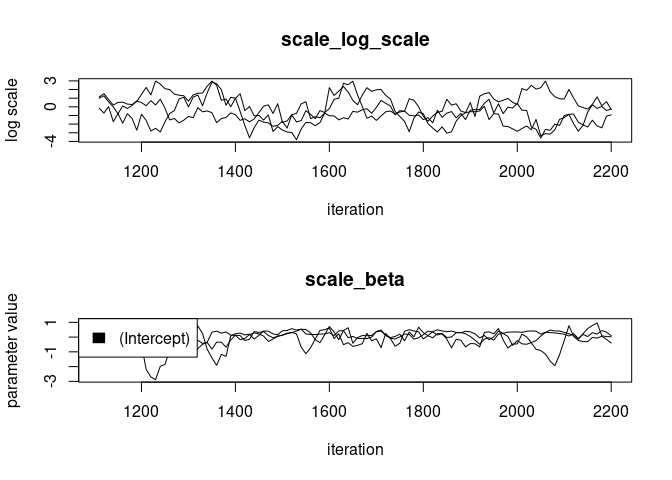 scale_log_scale
log scale
3
0
-4
1200 1400 1600 1800 2000 2200
iteration
scale_beta
parameter value
1
-1
-3
(Intercept)
1200 1400 1600 1800 2000 2200
iteration